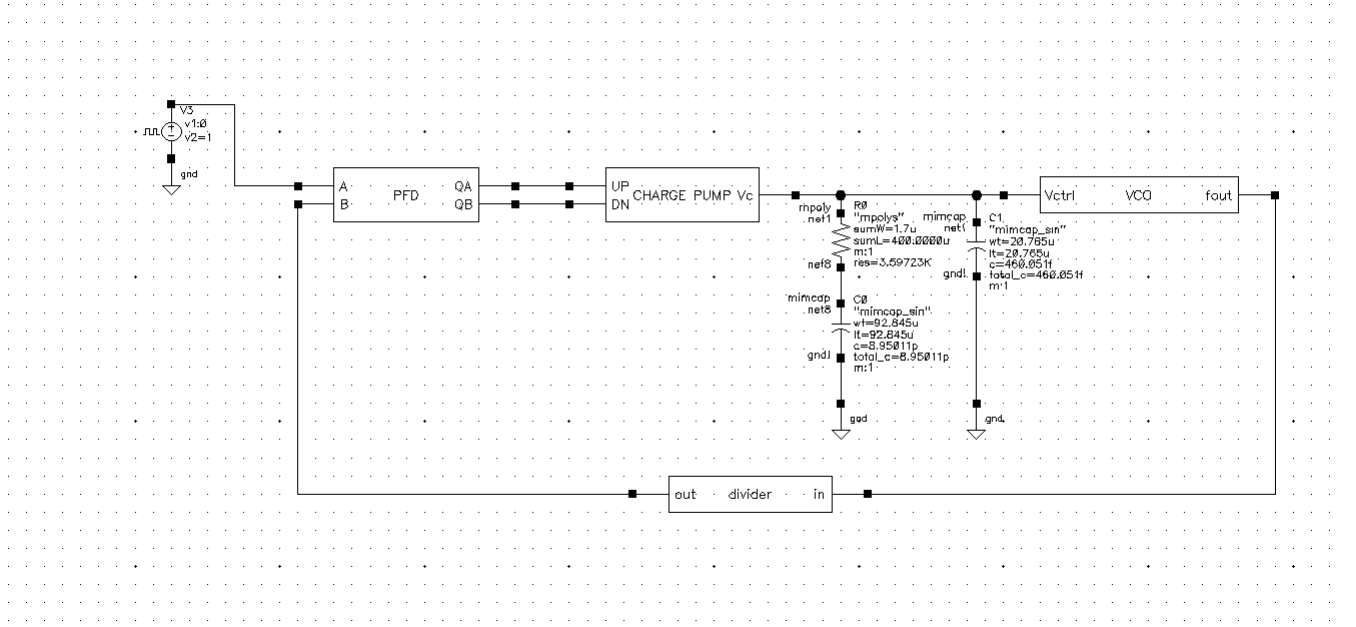 V3
v1:0
v2=1
gnd
A PFD QA
B QB
UP CHARGE PUMP Vc
DN
Vctrl VCO fout
rhpoly
net1
R0
"mpolys"
sumW=1.7u
sumL=400.0000u
m:1
res=3.59723K
net8
mimcap
net8
C0
"mimcap_sin"
wt=92.845u
lt=92.845u
c=8.95011p
total_c=8.95011p
m:1
gnd!
gnd
mimcap
net1
C1
"mimcap_sin"
wt=20.765u
lt=20.765u
c=460.051f
total_c=460.051f
m:1
gnd!
gnd
out divider in